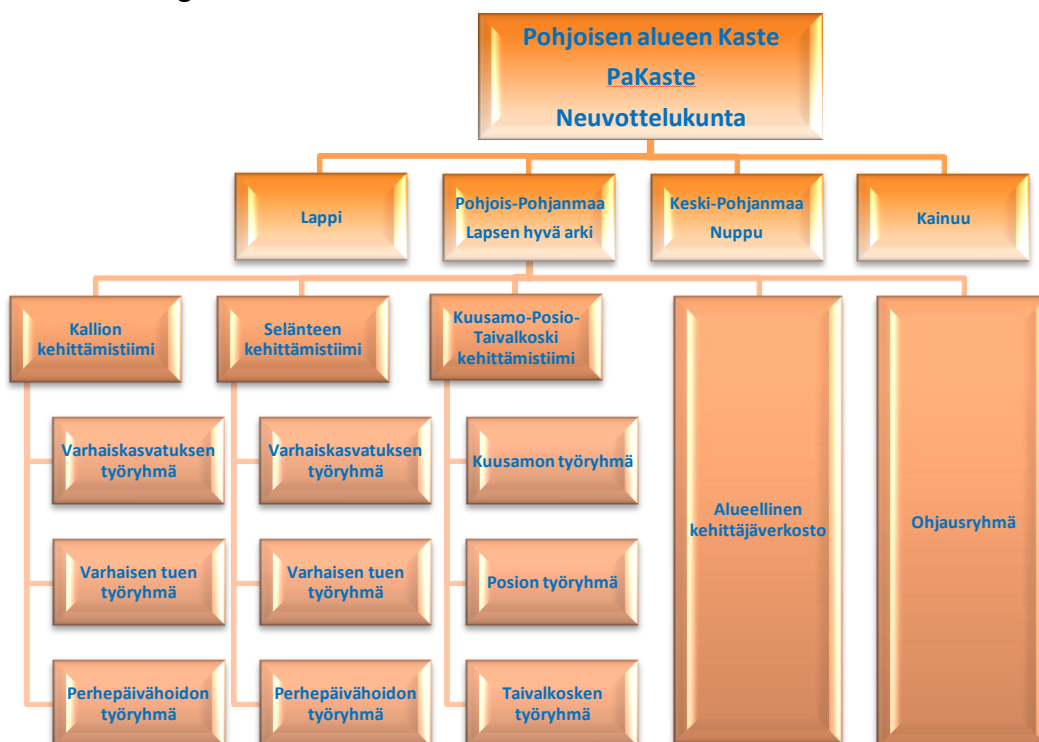 Pohjoisen alueen Kaste
PaKaste
Neuvottelukunta
Lappi
Pohjois-Pohjanmaa
Lapsen hyvä arki
Keski-Pohjanmaa
Nuppu
Kainuu
Kallion
kehittämistiimi
Selänteen
kehittämistiimi
Kuusamo-Posio-
Taivalkoski
kehittämistiimi
Alueellinen
kehittäjäverkosto
Ohjausryhmä
Varhaiskasvatuksen
työryhmä
Varhaiskasvatuksen
työryhmä
Kuusamon työryhmä
Varhaisen tuen
työryhmä
Varhaisen tuen
työryhmä
Posion työryhmä
Perhepäivähoidon
työryhmä
Perhepäivähoidon
työryhmä
Taivalkosken
työryhmä